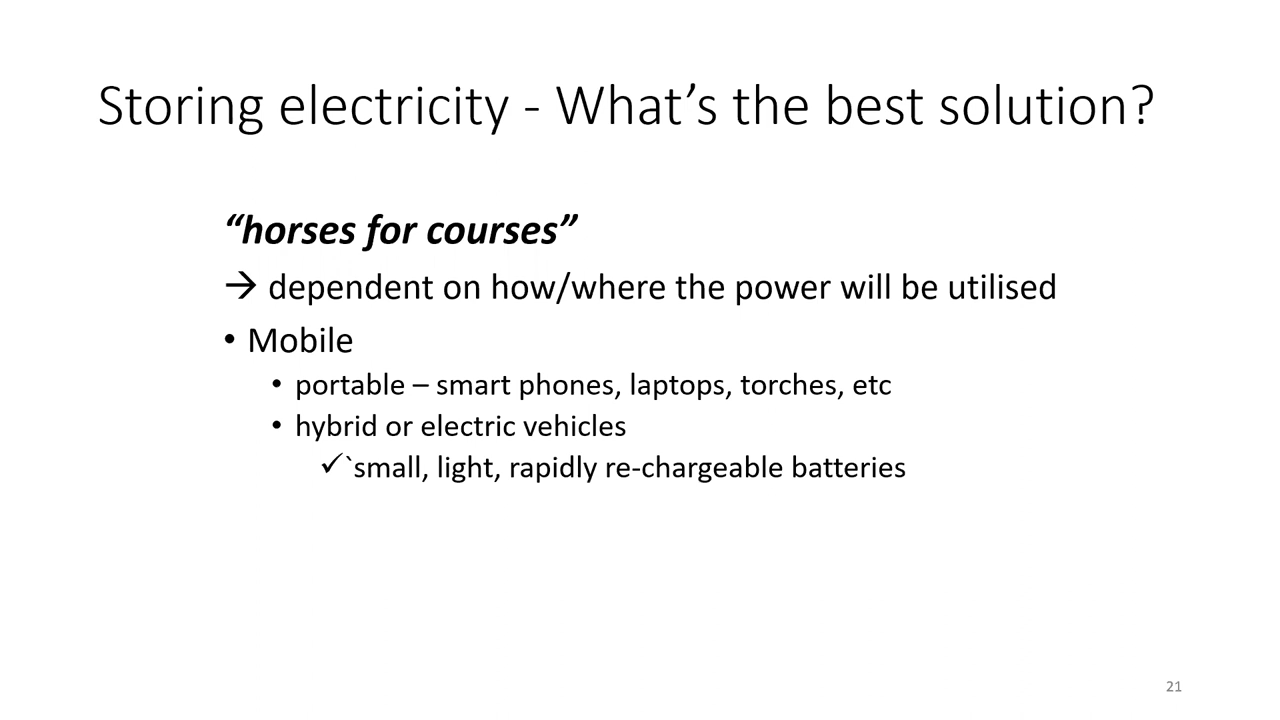 Storing electricity - What’s the best solution?
“horses for courses”
→ dependent on how/where the power will be utilised
• Mobile
• portable – smart phones, laptops, torches, etc
• hybrid or electric vehicles
✓`small, light, rapidly re-chargeable batteries
21